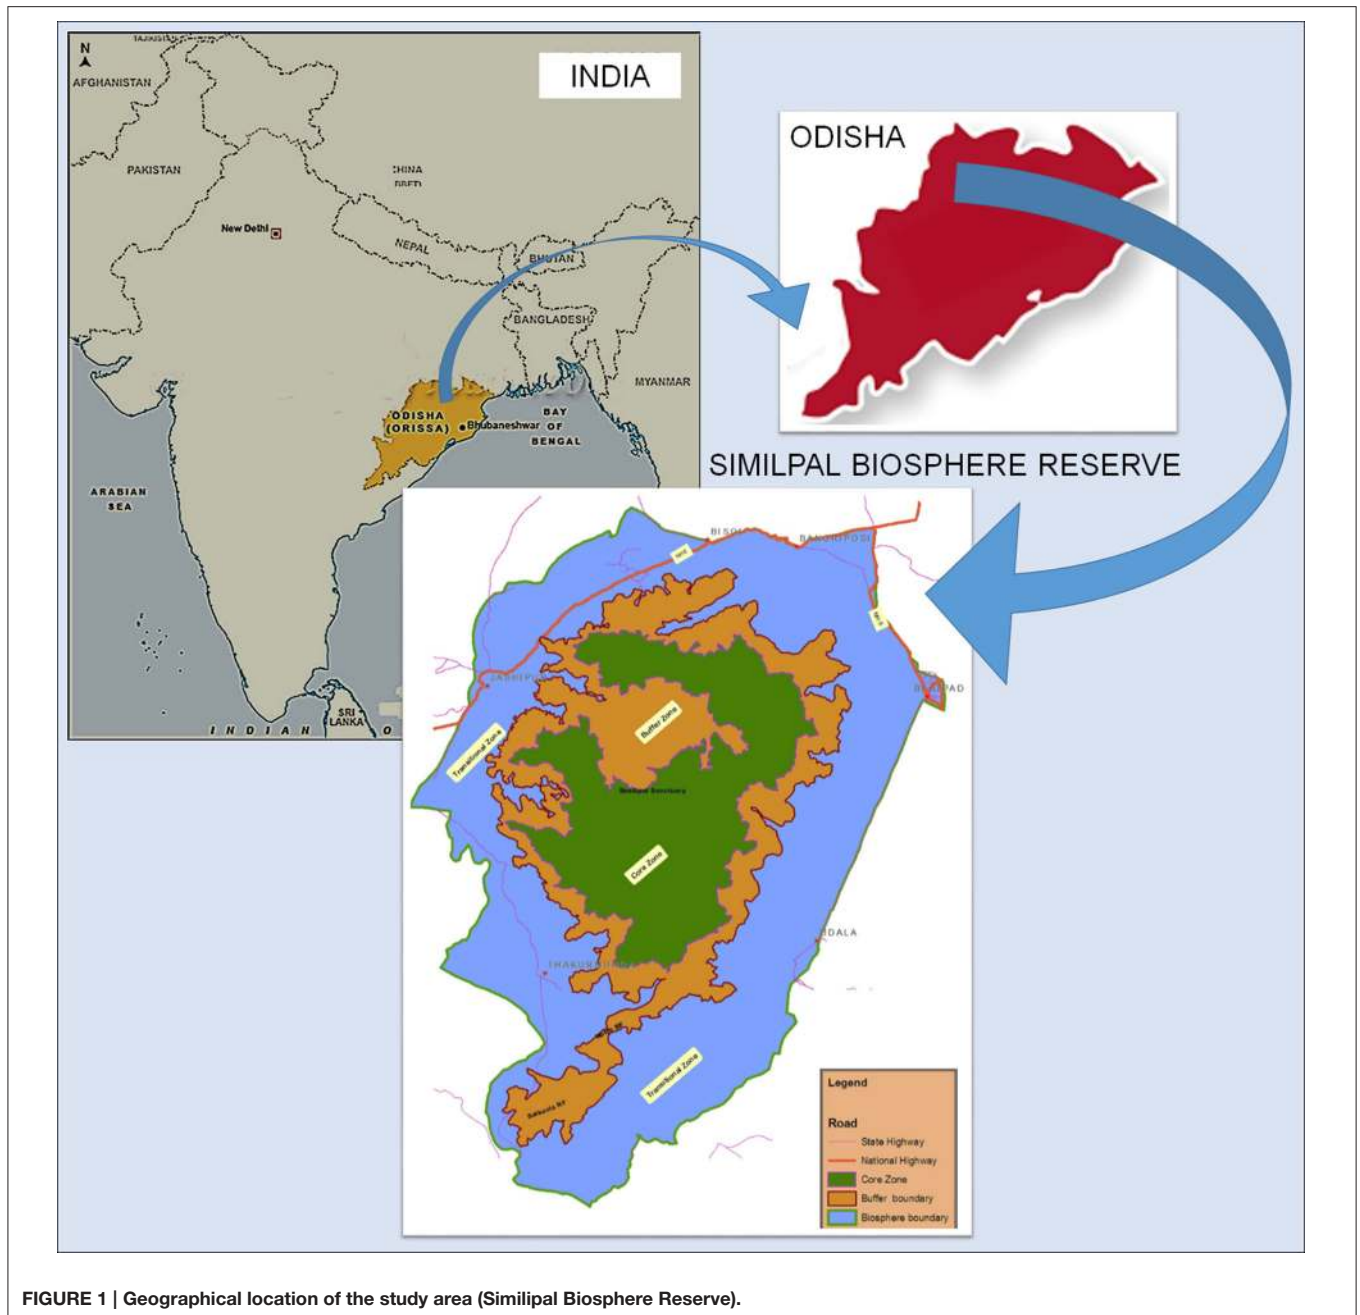 N
AFGHANISTAN
INDIA
PAKISTAN
New Delhi
NEPAL
BHUTAN
BANGLADESH
MYANMAR
ODISHA
(ORISSA)
Bhubaneshwar
BAY
OF
BENGAL
ARABIAN
SEA
SRI
LANKA
INDIAN
ODISHA
SIMILPAL BIOSPHERE RESERVE
Transitional Zone
Buffer Zone
Core Zone
Transitional Zone
Legend
Road
State Highway
National Highway
Core Zone
Buffer boundary
Biosphere boundary
FIGURE 1 | Geographical location of the study area (Similipal Biosphere Reserve).